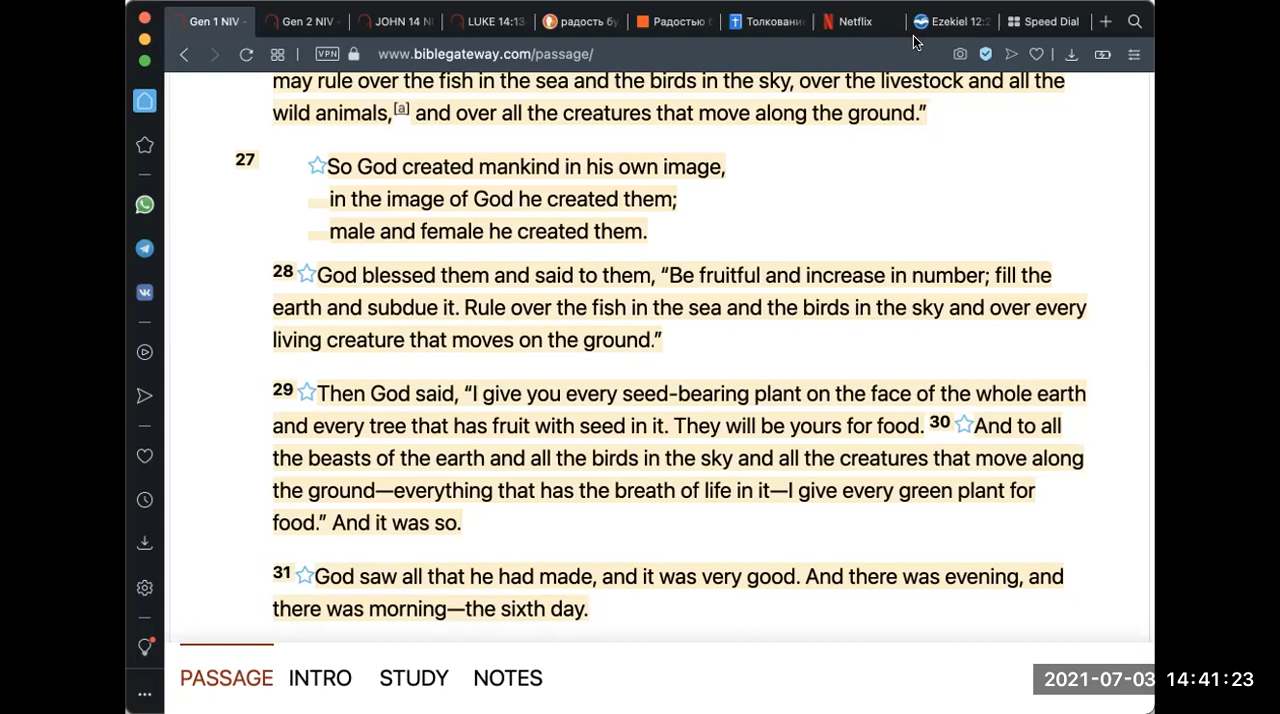 Gen 1 NIV - Gen 2 NIV - JOHN 14 NI LUKE 14:13 радость бу Радостью Толковани Netflix Ezekiel 12:2 Speed Dial
VPN www.biblegateway.com/passage/
may rule over the fish in the sea and the birds in the sky, over the livestock and all the
wild animals,[a] and over all the creatures that move along the ground.”
27 So God created mankind in his own image,
in the image of God he created them;
male and female he created them.
28 God blessed them and said to them, “Be fruitful and increase in number; fill the
earth and subdue it. Rule over the fish in the sea and the birds in the sky and over every
living creature that moves on the ground.”
29 Then God said, “I give you every seed-bearing plant on the face of the whole earth
and every tree that has fruit with seed in it. They will be yours for food. 30 And to all
the beasts of the earth and all the birds in the sky and all the creatures that move along
the ground—everything that has the breath of life in it—I give every green plant for
food.” And it was so.
31 God saw all that he had made, and it was very good. And there was evening, and
there was morning—the sixth day.
PASSAGE INTRO STUDY NOTES
2021-07-03 14:41:23